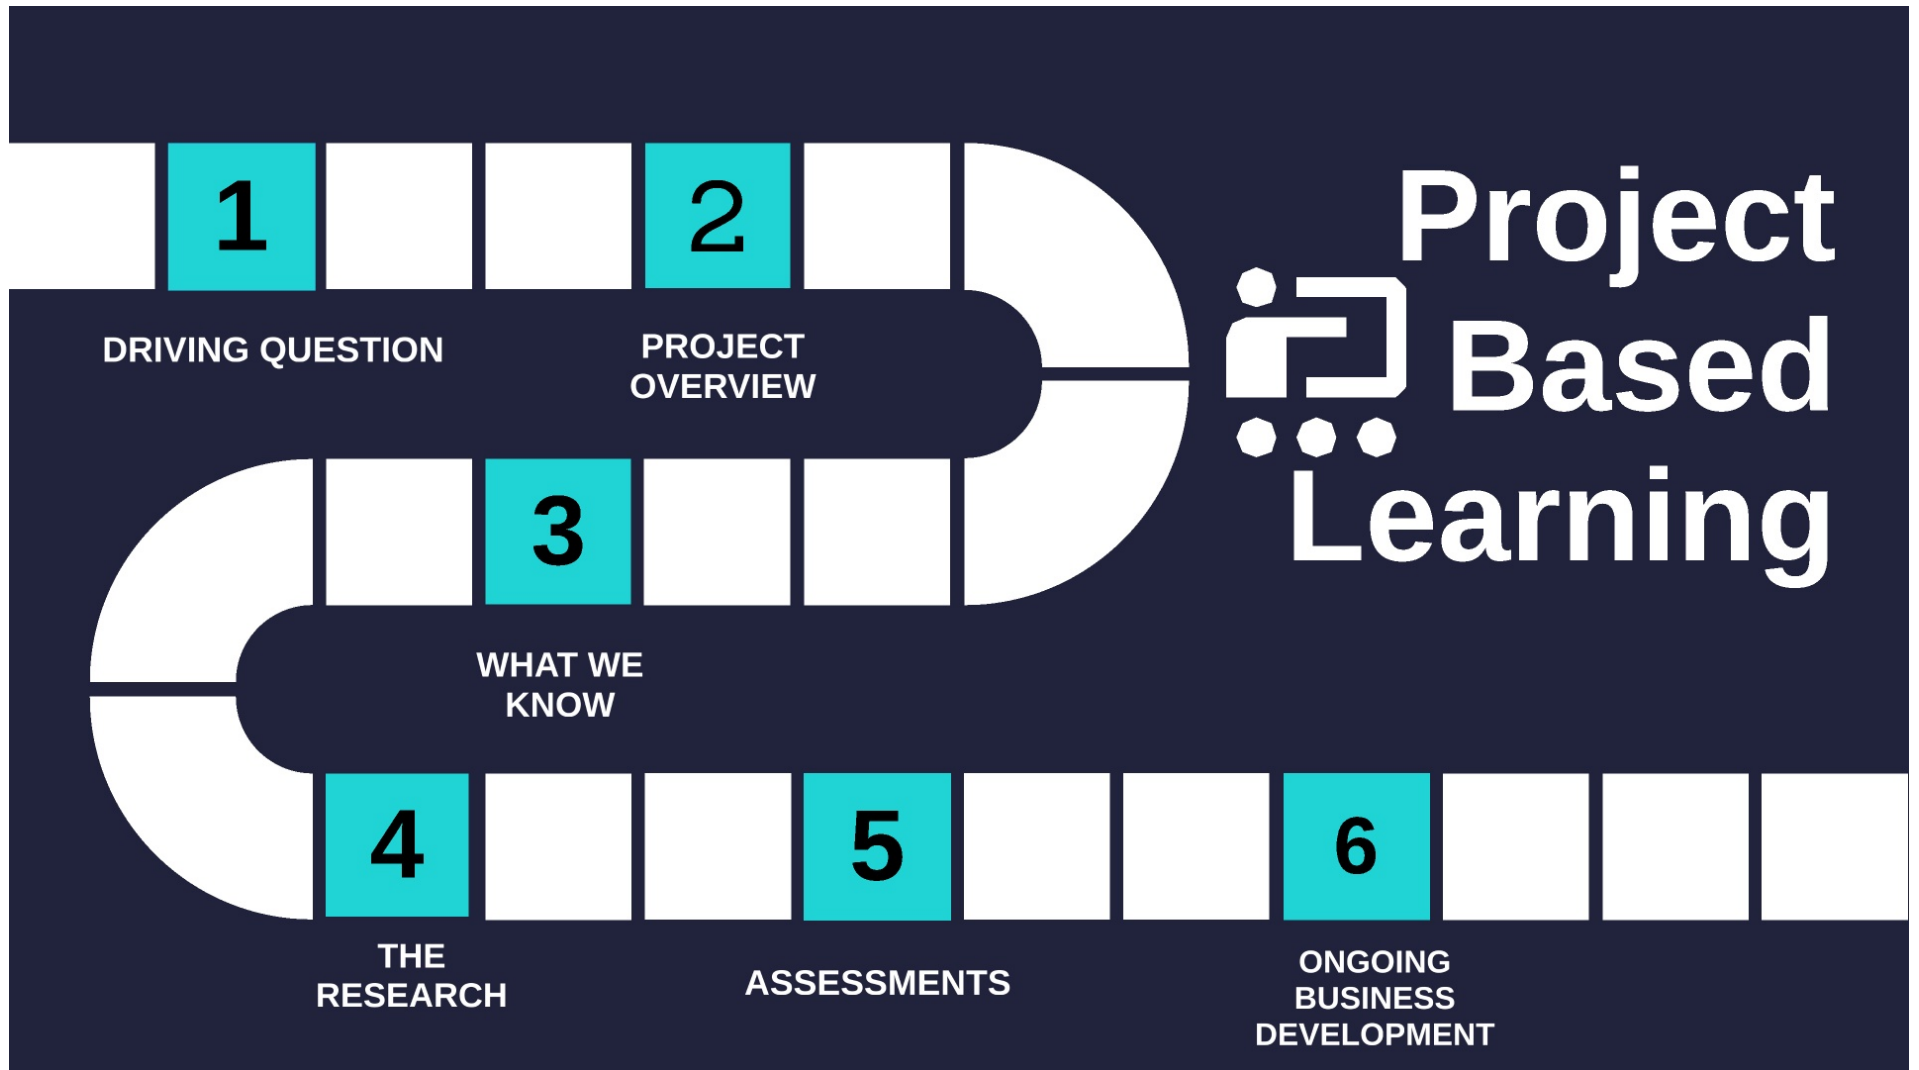 Project
Based
Learning
1
DRIVING QUESTION
2
PROJECT
OVERVIEW
3
WHAT WE
KNOW
4
THE
RESEARCH
5
ASSESSMENTS
6
ONGOING
BUSINESS
DEVELOPMENT